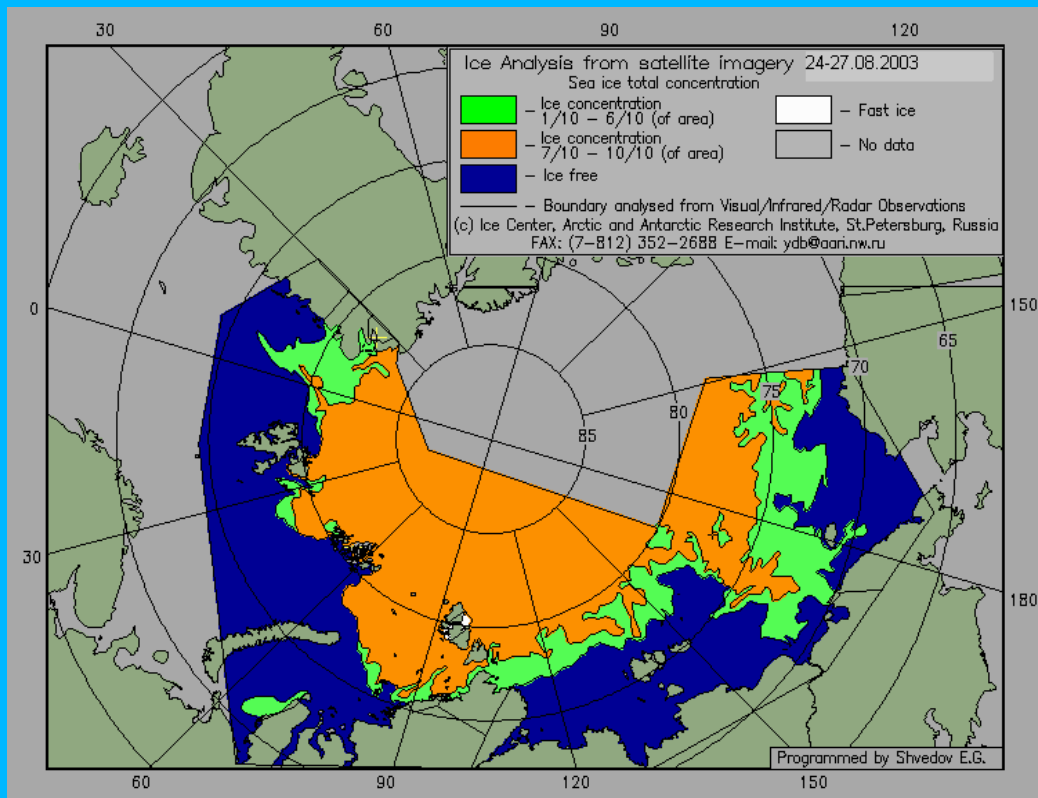 30
60
90
120
Ice Analysis from satellite imagery 24-27.08.2003
Sea ice total concentration
– Ice concentration
1/10 – 6/10 (of area)
– Fast ice
– Ice concentration
7/10 – 10/10 (of area)
– No data
– Ice free
– Boundary analysed from Visual/Infrared/Radar Observations
(c) Ice Center, Arctic and Antarctic Research Institute, St.Petersburg, Russia
FAX: (7–812) 352–2688 E–mail: ydb@aari.nw.ru
0
150
65
70
75
80
85
30
180
Programmed by Shvedov E.G.
60
90
120
150